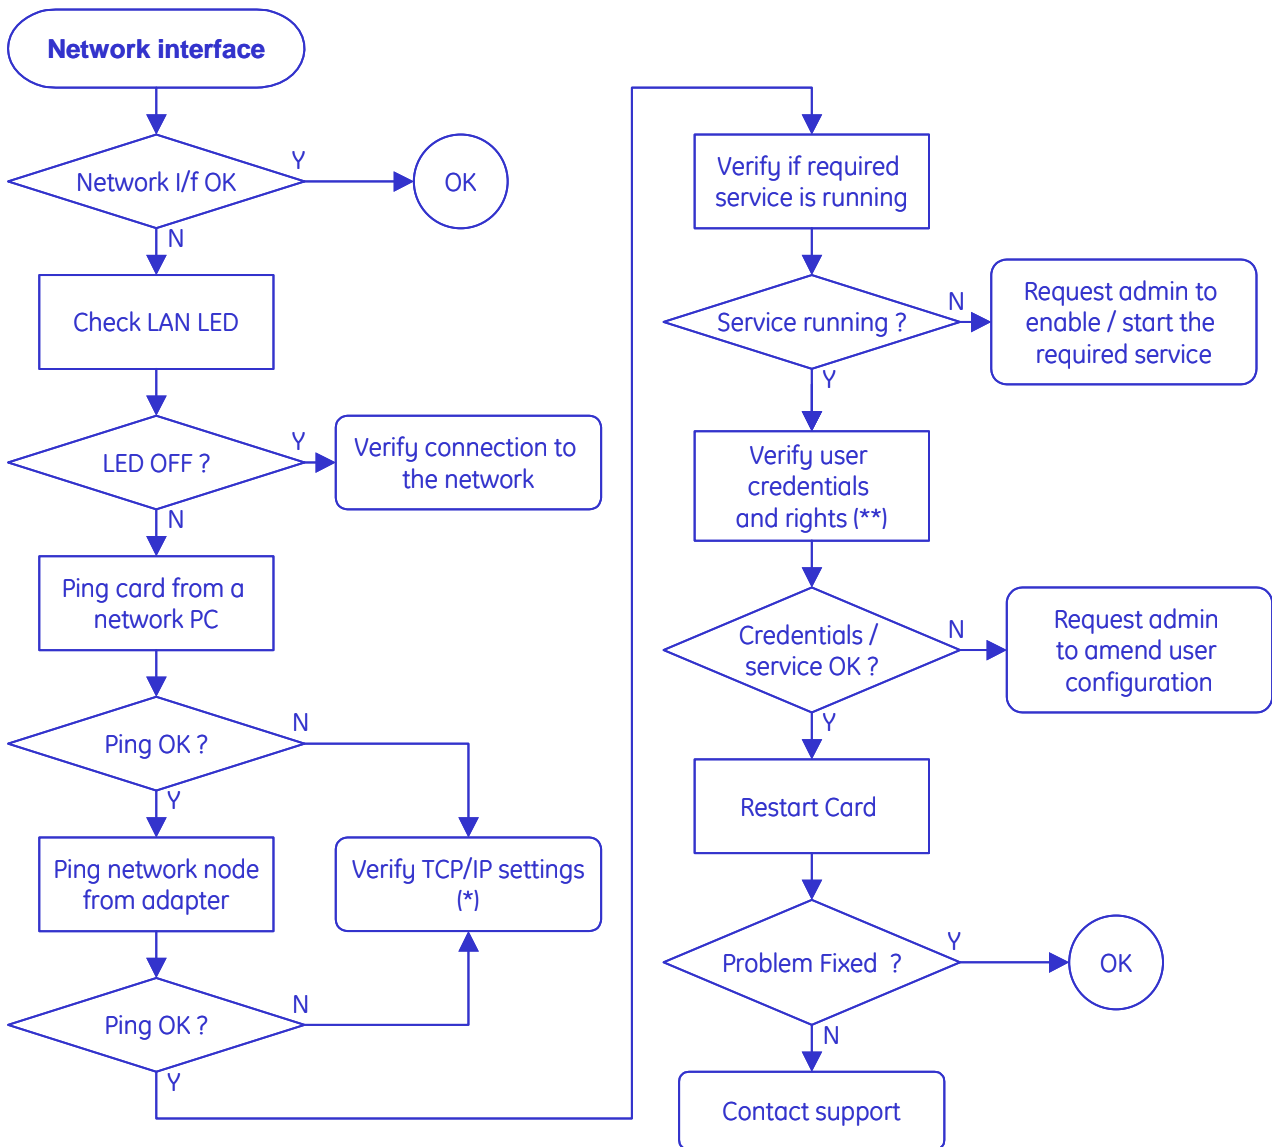 Network interface
Network I/f OK
Y
OK
N
Check LAN LED
LED OFF ?
Y
Verify connection to
the network
N
Ping card from a
network PC
Ping OK ?
N
Y
Ping network node
from adapter
Verify TCP/IP settings
(*)
Ping OK ?
N
Y
Verify if required
service is running
Service running ?
N
Request admin to
enable / start the
required service
Y
Verify user
credentials
and rights (**)
Credentials /
service OK ?
N
Request admin
to amend user
configuration
Y
Restart Card
Problem Fixed ?
Y
OK
N
Contact support